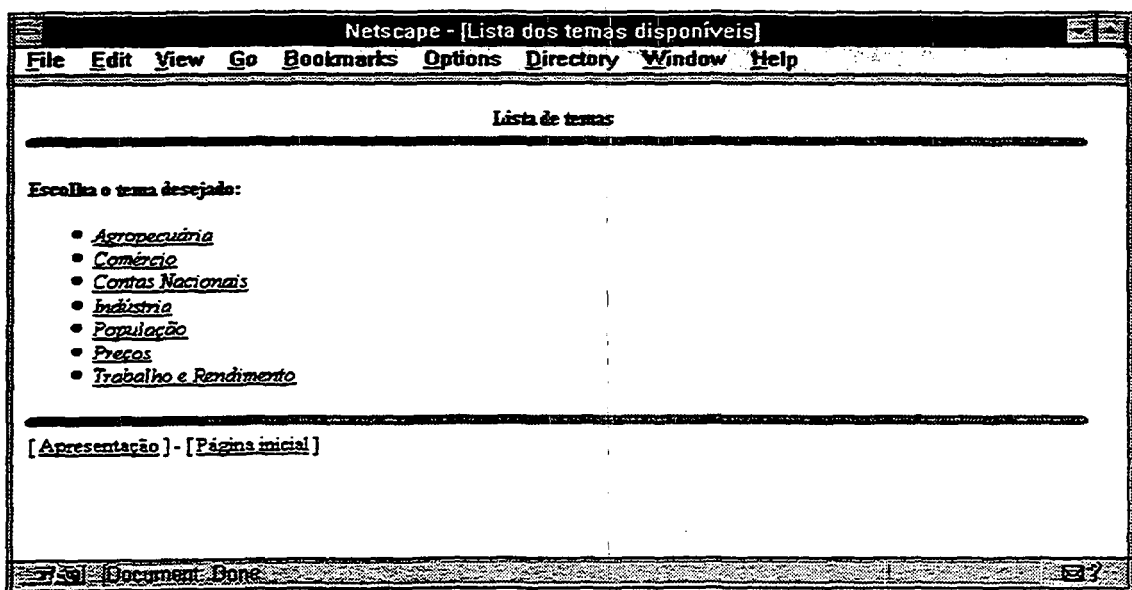 Netscape - [Lista dos temas disponíveis]
File Edit View Go Bookmarks Options Directory Window Help
Lista de temas
Escolha o tema desejado:
Agropecuária
Comércio
Contas Nacionais
Indústria
População
Preços
Trabalho e Rendimento
[ Apresentação ] - [ Página inicial ]
Document: Done